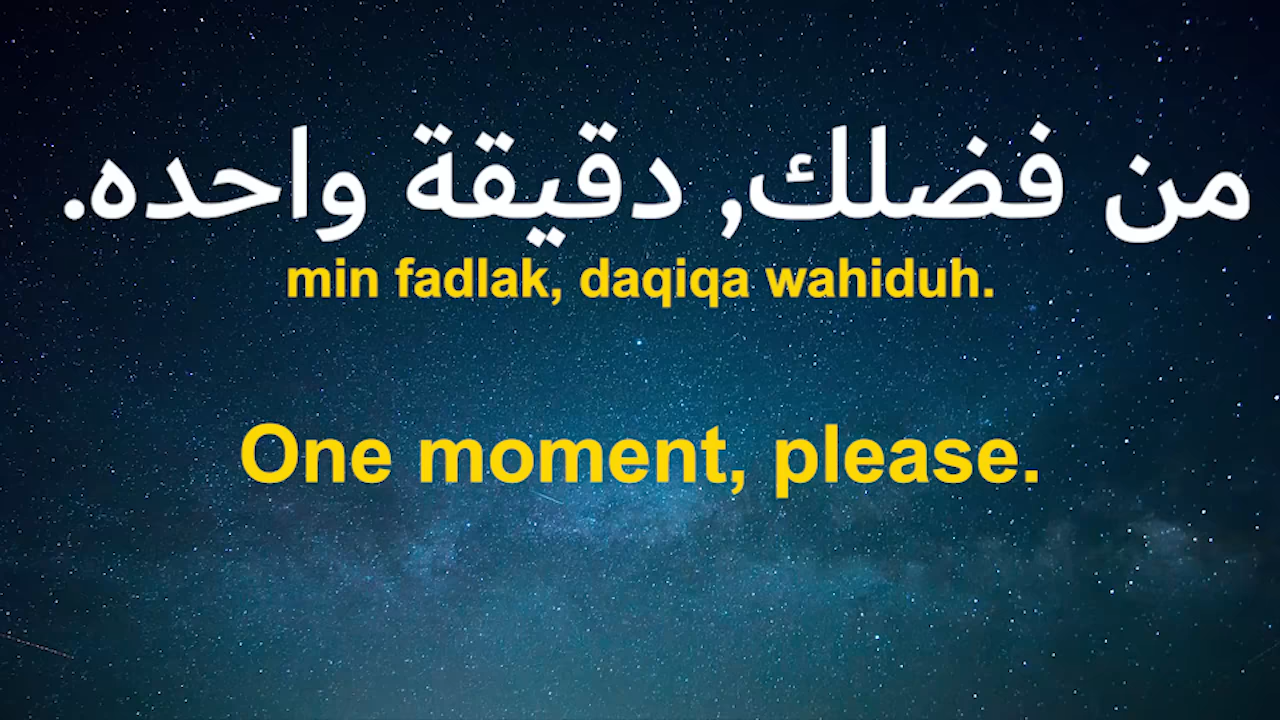 من فضلك, دقيقة واحده.
min fadlak, daqiqa wahiduh.
One moment, please.